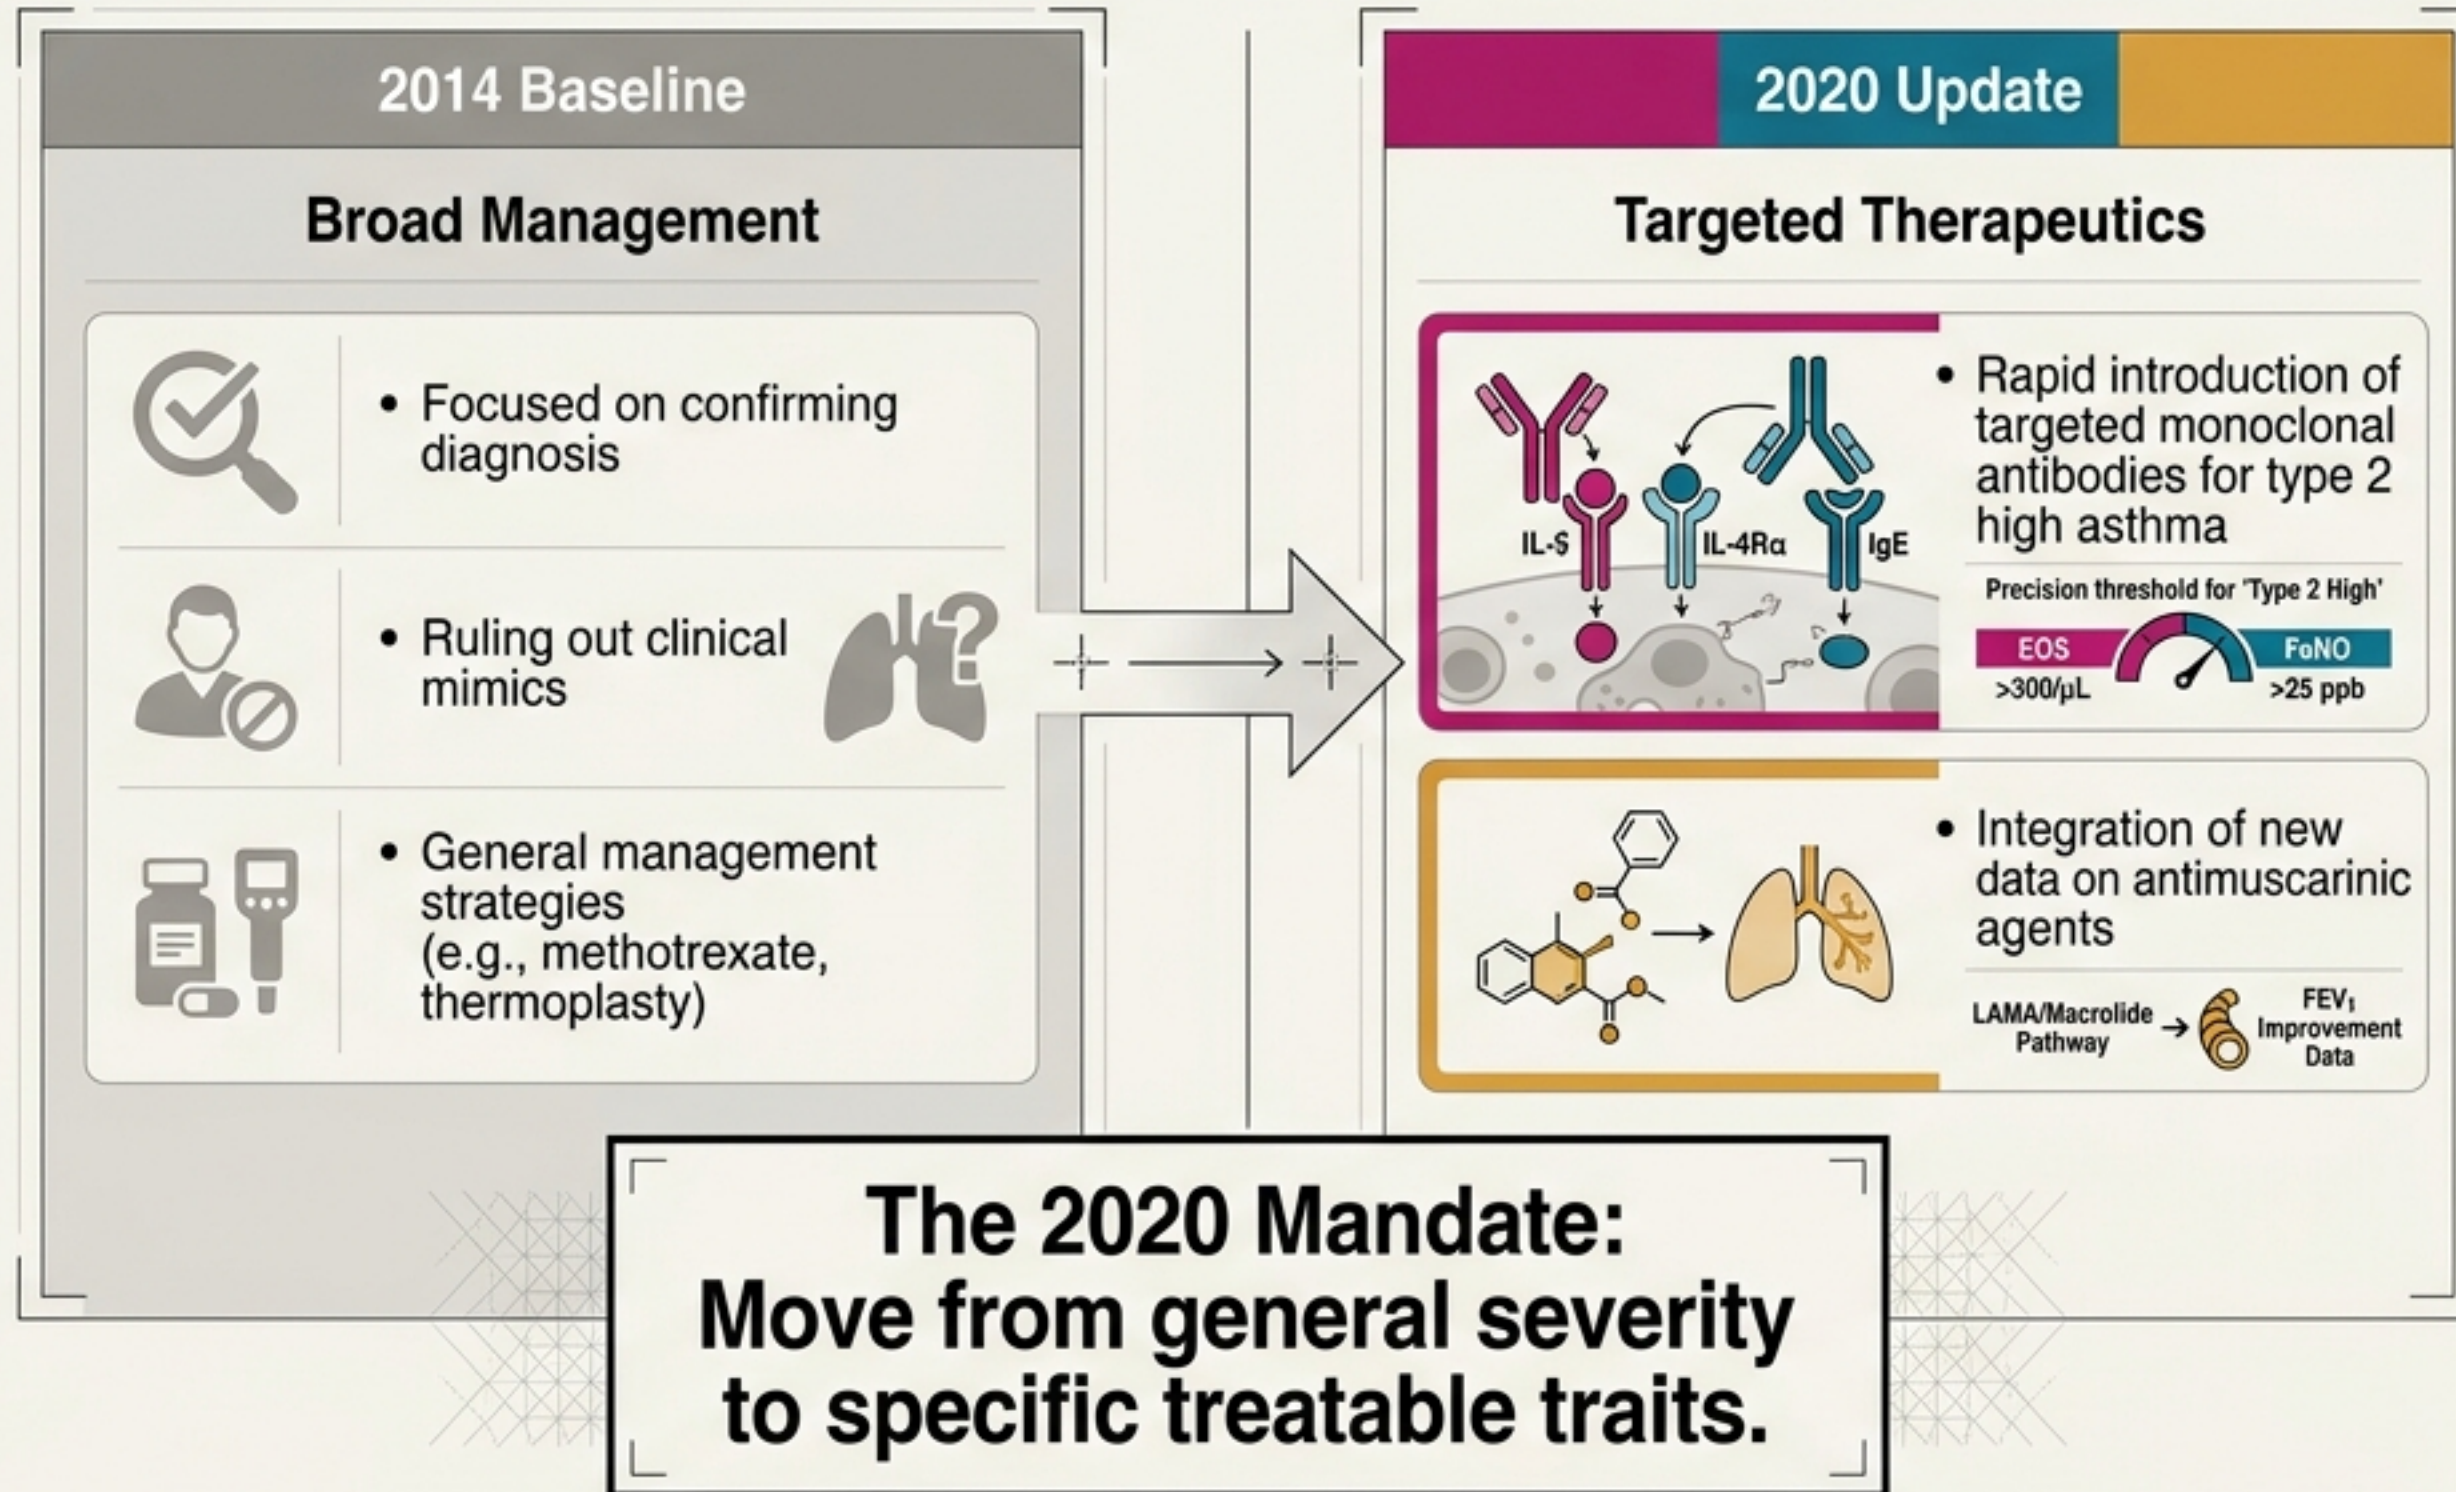 2014 Baseline
Broad Management
• Focused on confirming
diagnosis
• Ruling out clinical
mimics
?
• General management
strategies
(e.g., methotrexate,
thermoplasty)
2020 Update
Targeted Therapeutics
IL-$
IL-4Rα
IgE
• Rapid introduction of
targeted monoclonal
antibodies for type 2
high asthma
Precision threshold for 'Type 2 High'
EOS
>300/µL
FoNO
>25 ppb
• Integration of new
data on antimuscarinic
agents
LAMA/Macrolide
Pathway
FEV₁
Improvement
Data
The 2020 Mandate:
Move from general severity
to specific treatable traits.